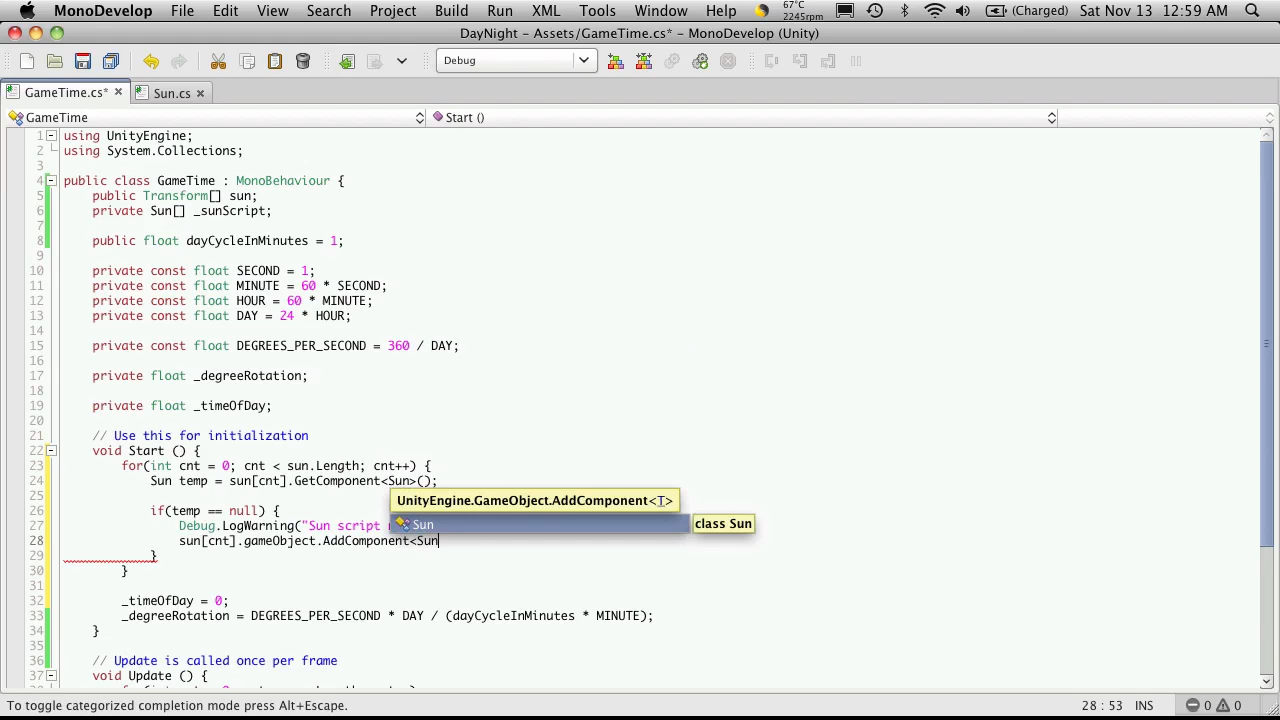 MonoDevelop File Edit View Search Project Build Run XML Tools Window Help 67°C 2245rpm (Charged) Sat Nov 13 12:59 AM
DayNight - Assets/GameTime.cs* - MonoDevelop (Unity)
Debug
GameTime.cs* Sun.cs
GameTime Start ()
1 using UnityEngine;
2 using System.Collections;
3
4 public class GameTime : MonoBehaviour {
5 public Transform[] sun;
6 private Sun[] _sunScript;
7
8 public float dayCycleInMinutes = 1;
9
10 private const float SECOND = 1;
11 private const float MINUTE = 60 * SECOND;
12 private const float HOUR = 60 * MINUTE;
13 private const float DAY = 24 * HOUR;
14
15 private const float DEGREES_PER_SECOND = 360 / DAY;
16
17 private float _degreeRotation;
18
19 private float _timeOfDay;
20
21 // Use this for initialization
22 void Start () {
23 for(int cnt = 0; cnt < sun.Length; cnt++) {
24 Sun temp = sun[cnt].GetComponent<Sun>();
25
UnityEngine.GameObject.AddComponent<T>
26 if(temp == null) {
Sun class Sun
27 Debug.LogWarning("Sun script
28 sun[cnt].gameObject.AddComponent<Sun
29 }
30 }
31
32 _timeOfDay = 0;
33 _degreeRotation = DEGREES_PER_SECOND * DAY / (dayCycleInMinutes * MINUTE);
34 }
35
36 // Update is called once per frame
37 void Update () {
To toggle categorized completion mode press Alt+Escape. 28 : 53 INS 0 0